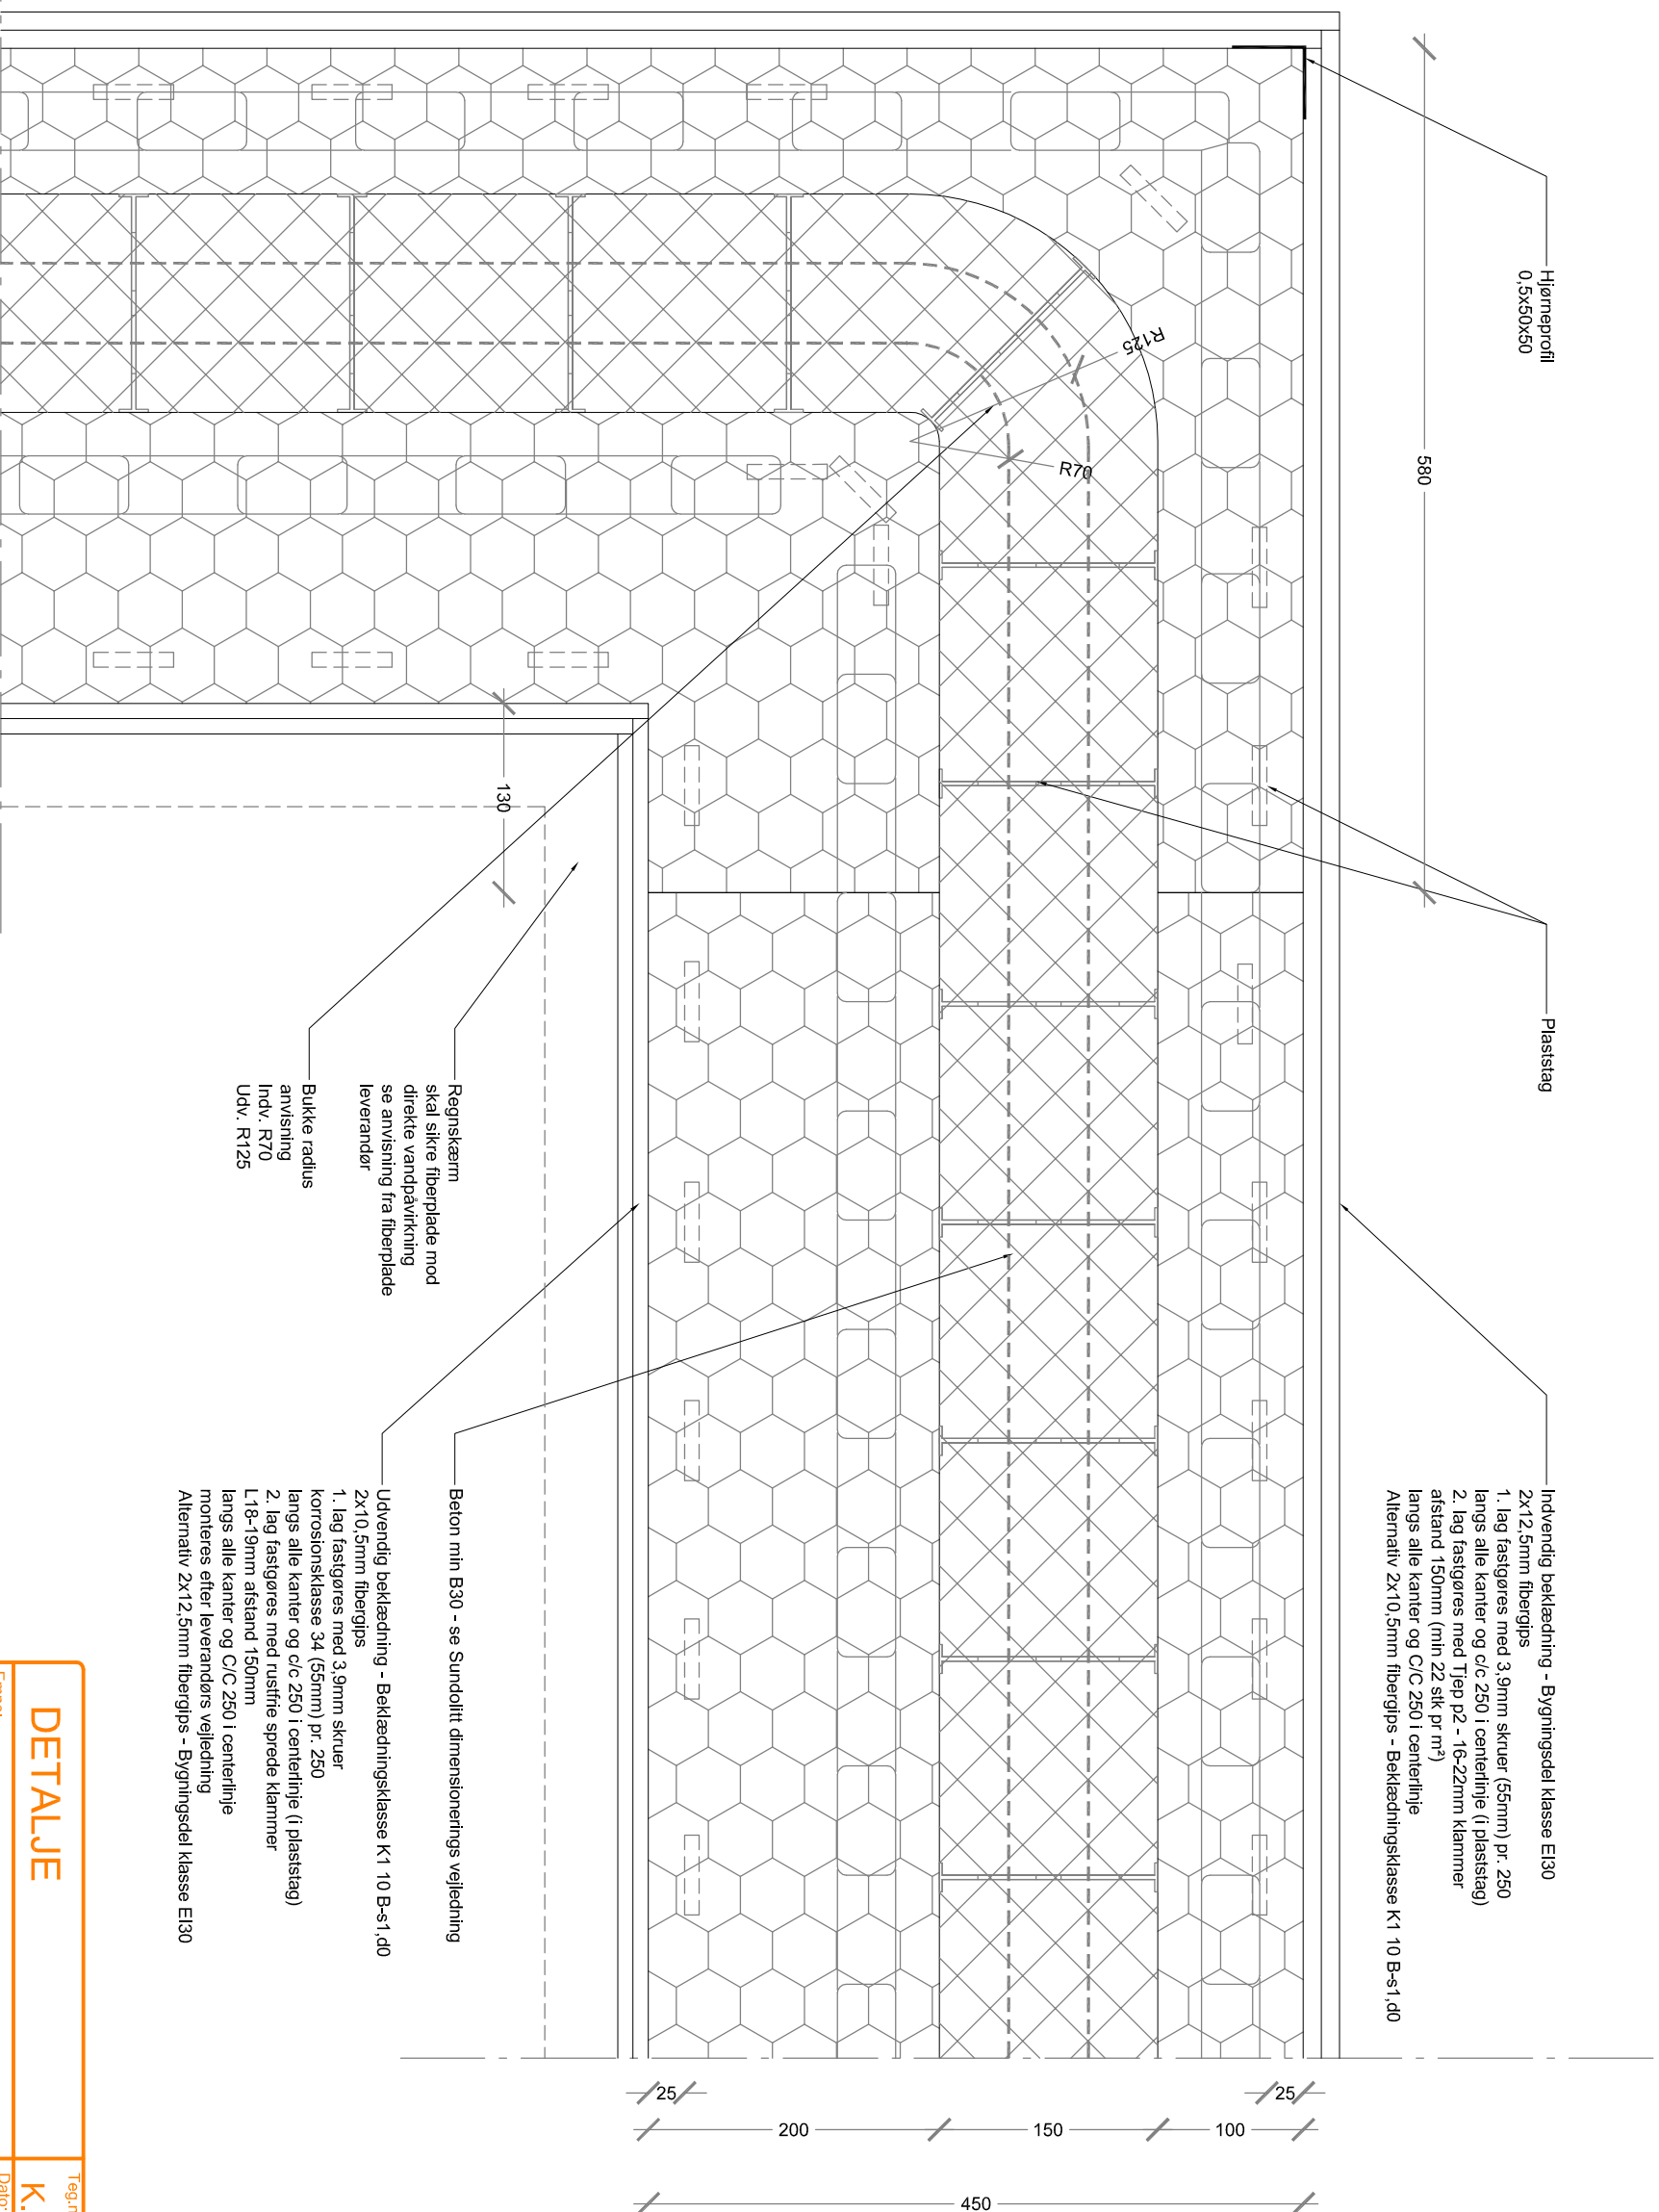 Hjørneprofil
0,5x50x50
580
Plaststag
Indvendig beklædning - Bygningsdel klasse EI30
2x12,5mm fibergips
1. lag fastgøres med 3,9mm skruer (55mm) pr. 250
langs alle kanter og c/c 250 i centerlinje (i plaststag)
2. lag fastgøres med Tjep p2 - 16-22mm klammer
afstand 150mm (min 22 stk pr m²)
langs alle kanter og C/C 250 i centerlinje
Alternativ 2x10,5mm fibergips - Beklædningsklasse K1 10 B-s1,d0
R125
R70
130
Regnskærm
skal sikre fiberplade mod
direkte vandpåvirkning
se anvisning fra fiberplade
leverandør
Bukke radius
anvisning
Indv. R70
Udv. R125
Beton min B30 - se Sundolitt dimensionerings vejledning
Udvendig beklædning - Beklædningsklasse K1 10 B-s1,d0
2x10,5mm fibergips
1. lag fastgøres med 3,9mm skruer
korrosionsklasse 34 (55mm) pr. 250
langs alle kanter og c/c 250 i centerlinje (i plaststag)
2. lag fastgøres med rustfrie sprede klammer
L18-19mm afstand 150mm
langs alle kanter og C/C 250 i centerlinje
monteres efter leverandørs vejledning
Alternativ 2x12,5mm fibergips - Bygningsdel klasse EI30
25
25
200
150
100
450
DETALJE
Teg.n
K.
Dato: